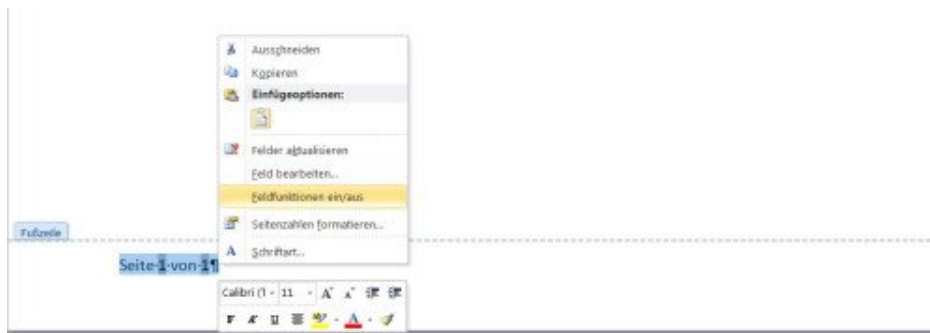 Ausschneiden
Kopieren
Einfügeoptionen:
Felder aktualisieren
Feld bearbeiten...
Feldfunktionen ein/aus
Seitenzahlen formatieren...
A Schriftart...
Fußzeile
Seite·1·von·1¶
Calibri (T 11 A A
F K U A